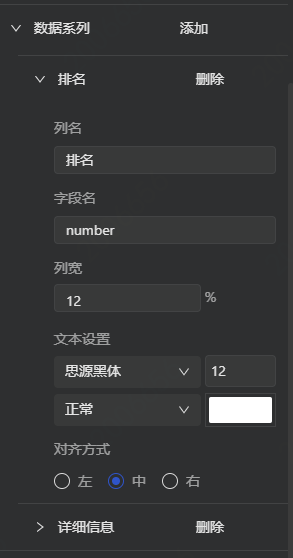 数据系列 添加
排名 删除
列名
排名
字段名
number
列宽
12 %
文本设置
思源黑体 12
正常
对齐方式
左 中 右
详细信息 删除